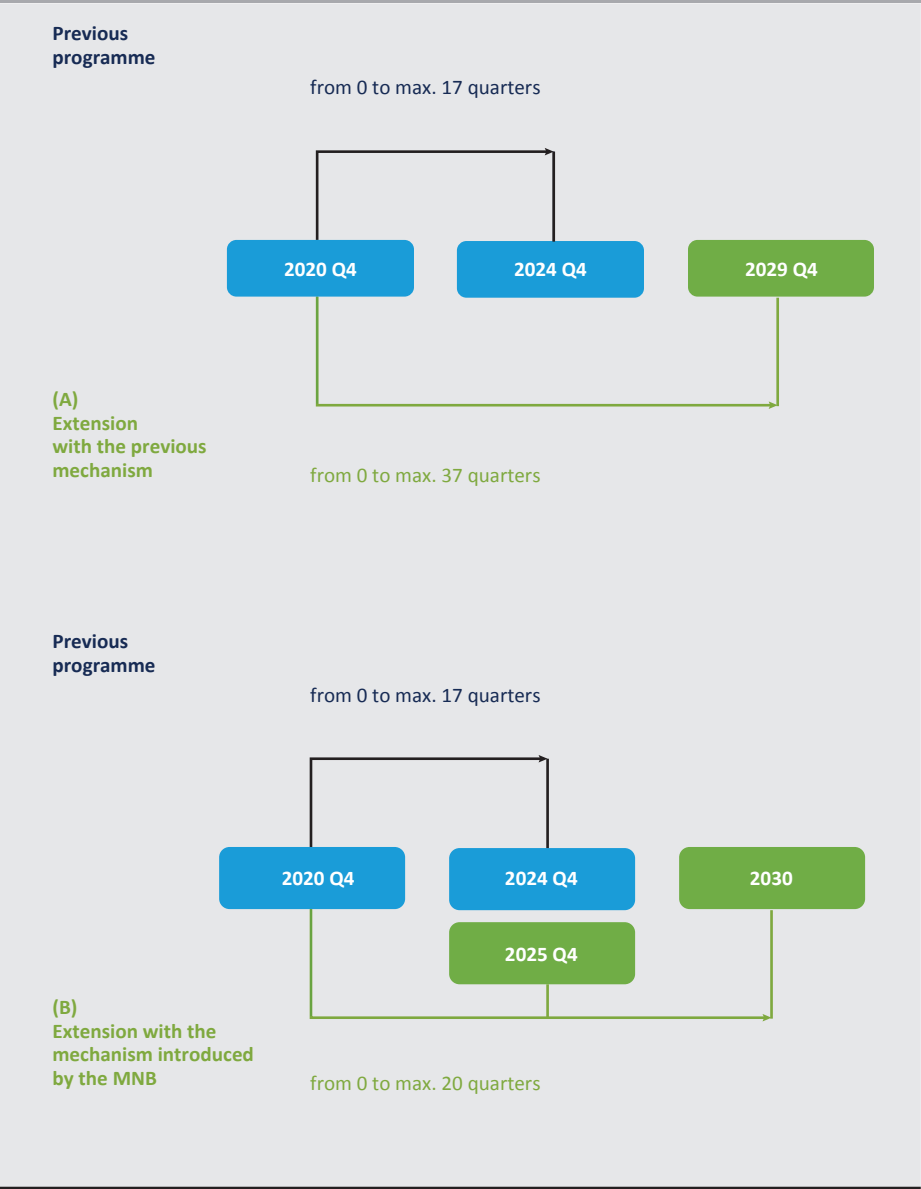 Previous
programme
from 0 to max. 17 quarters
2020 Q4
2024 Q4
2029 Q4
(A)
Extension
with the previous
mechanism
from 0 to max. 37 quarters
Previous
programme
from 0 to max. 17 quarters
2020 Q4
2024 Q4
2030
2025 Q4
(B)
Extension with the
mechanism introduced
by the MNB
from 0 to max. 20 quarters